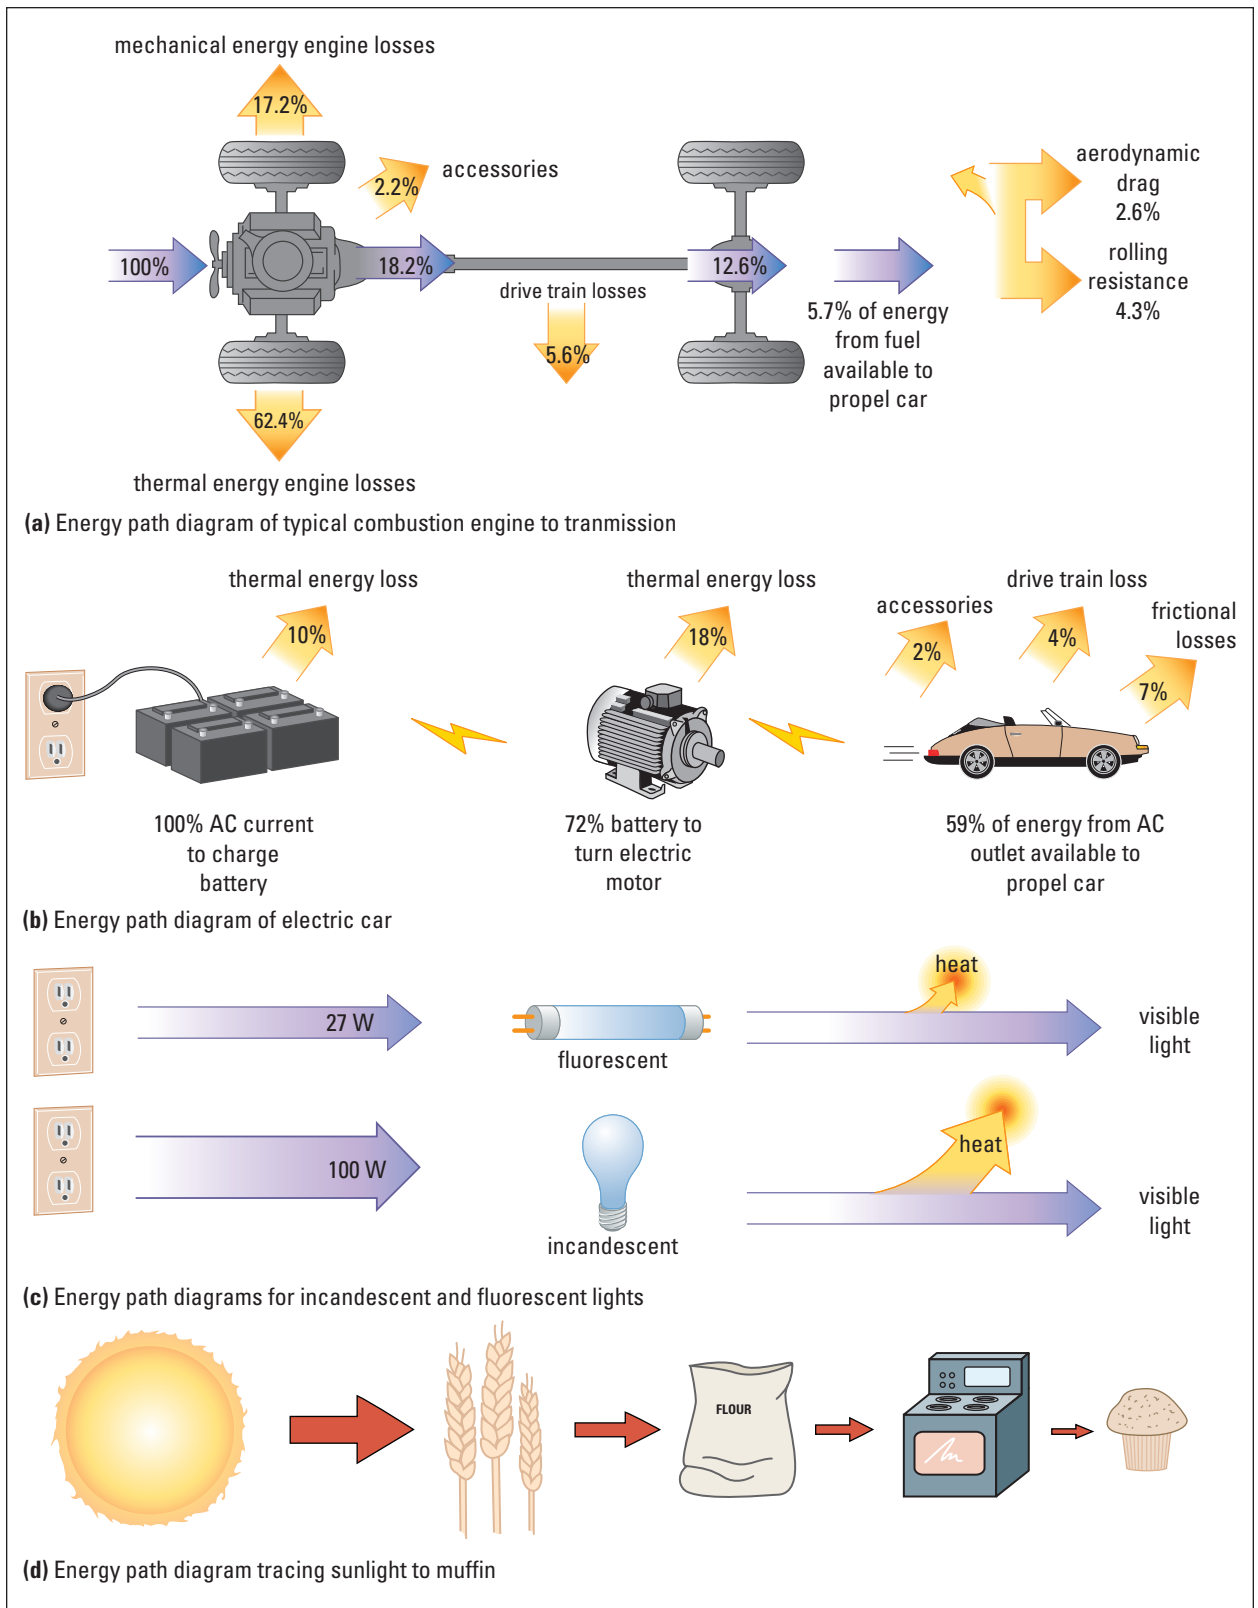 mechanical energy engine losses
17.2%
accessories
2.2%
100%
18.2%
drive train losses
5.6%
12.6%
5.7% of energy
from fuel
available to
propel car
aerodynamic
drag
2.6%
rolling
resistance
4.3%
62.4%
thermal energy engine losses
(a) Energy path diagram of typical combustion engine to tranmission
thermal energy loss
10%
thermal energy loss
18%
accessories
2%
drive train loss
4%
frictional
losses
7%
100% AC current
to charge
battery
72% battery to
turn electric
motor
59% of energy from AC
outlet available to
propel car
(b) Energy path diagram of electric car
27 W
fluorescent
heat
visible
light
100 W
incandescent
heat
visible
light
(c) Energy path diagrams for incandescent and fluorescent lights
FLOUR
(d) Energy path diagram tracing sunlight to muffin